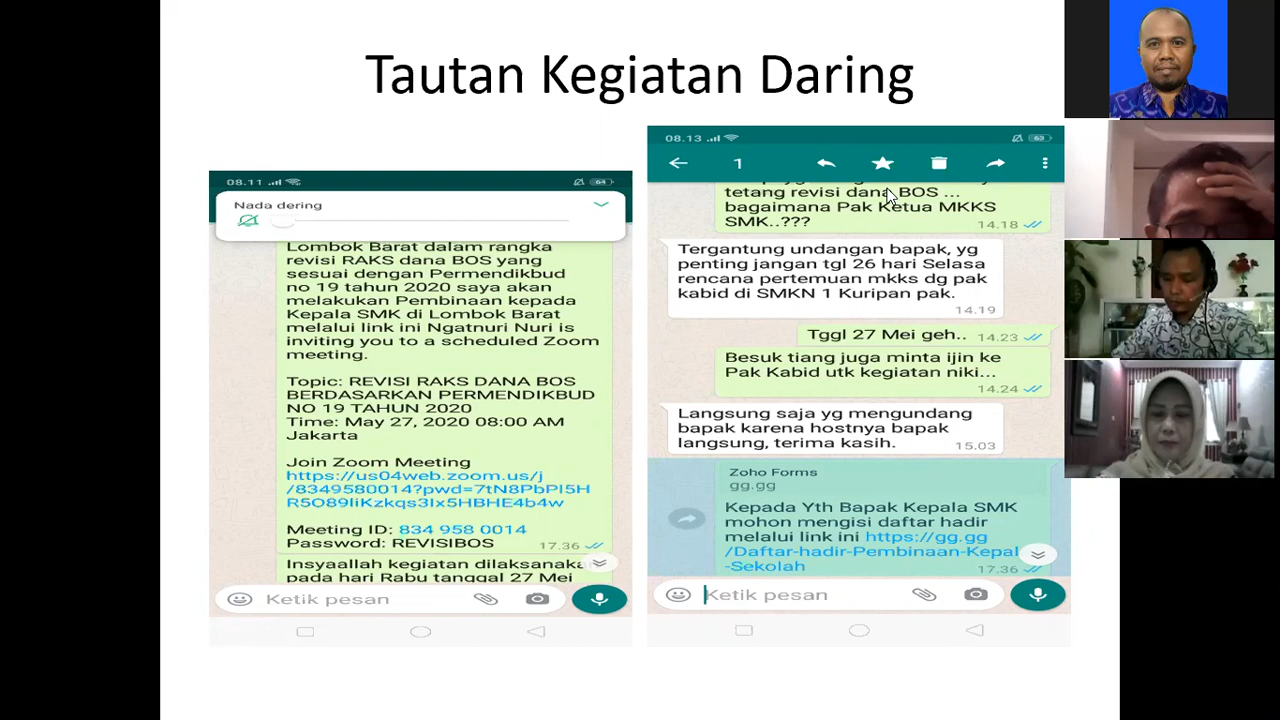 Tautan Kegiatan Daring
08.11
64
Nada dering
Lombok Barat dalam rangka
revisi RAKS dana BOS yang
sesuai dengan Permendikbud
no 19 tahun 2020 saya akan
melakukan Pembinaan kepada
Kepala SMK di Lombok Barat
melalui link ini Ngatnuri Nuri is
inviting you to a scheduled Zoom
meeting.
Topic: REVISI RAKS DANA BOS
BERDASARKAN PERMENDIKBUD
NO 19 TAHUN 2020
Time: May 27, 2020 08:00 AM
Jakarta
Join Zoom Meeting
https://us04web.zoom.us/j
/8349580014?pwd=7tN8PbPI5H
R5O89IiKzkqs3Ix5HBHE4b4w
Meeting ID: 834 958 0014
Password: REVISIBOS
17.36
Insyaallah kegiatan dilaksanakan
pada hari Rabu tanggal 27 Mei
Ketik pesan
08.13
63
1
tetang revisi dana BOS ...
bagaimana Pak Ketua MKKS
SMK..???
14.18
Tergantung undangan bapak, yg
penting jangan tgl 26 hari Selasa
rencana pertemuan mkks dg pak
kabid di SMKN 1 Kuripan pak.
14.19
Tggl 27 Mei geh..
14.23
Besuk tiang juga minta ijin ke
Pak Kabid utk kegiatan niki...
14.24
Langsung saja yg mengundang
bapak karena hostnya bapak
langsung, terima kasih.
15.03
Zoho Forms
gg.gg
Kepada Yth Bapak Kepala SMK
mohon mengisi daftar hadir
melalui link ini https://gg.gg
/Daftar-hadir-Pembinaan-Kepal
-Sekolah
17.36
Ketik pesan